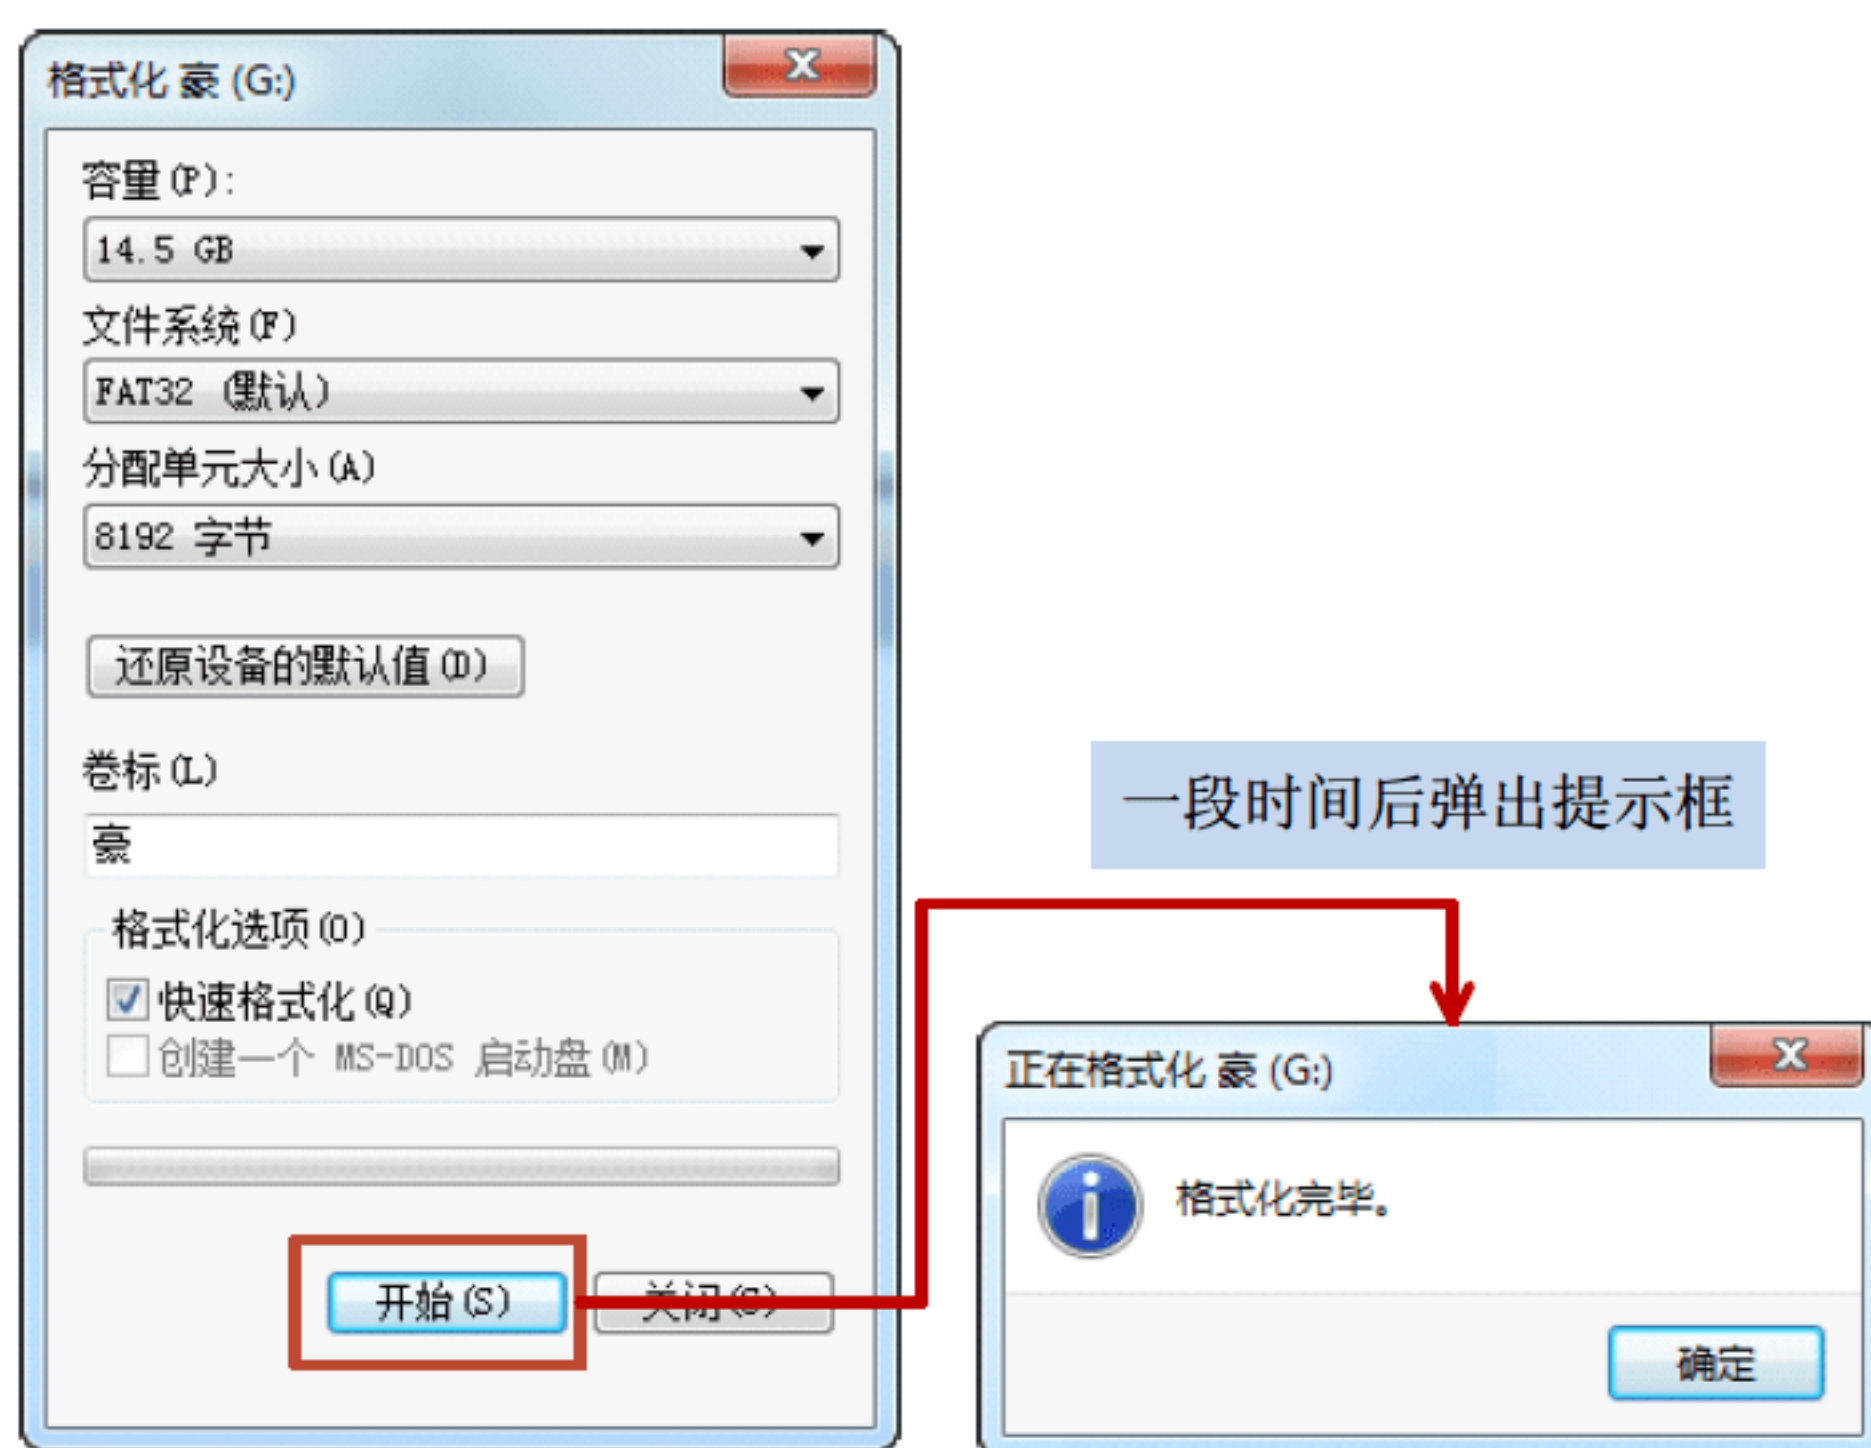 格式化 豪 (G:)
容量(P):
14.5 GB
文件系统(F)
FAT32 (默认)
分配单元大小(A)
8192 字节
还原设备的默认值(D)
卷标(L)
豪
格式化选项(O)
快速格式化(Q)
创建一个 MS-DOS 启动盘(M)
开始(S)
关闭(C)
一段时间后弹出提示框
正在格式化 豪 (G:)
格式化完毕。
确定